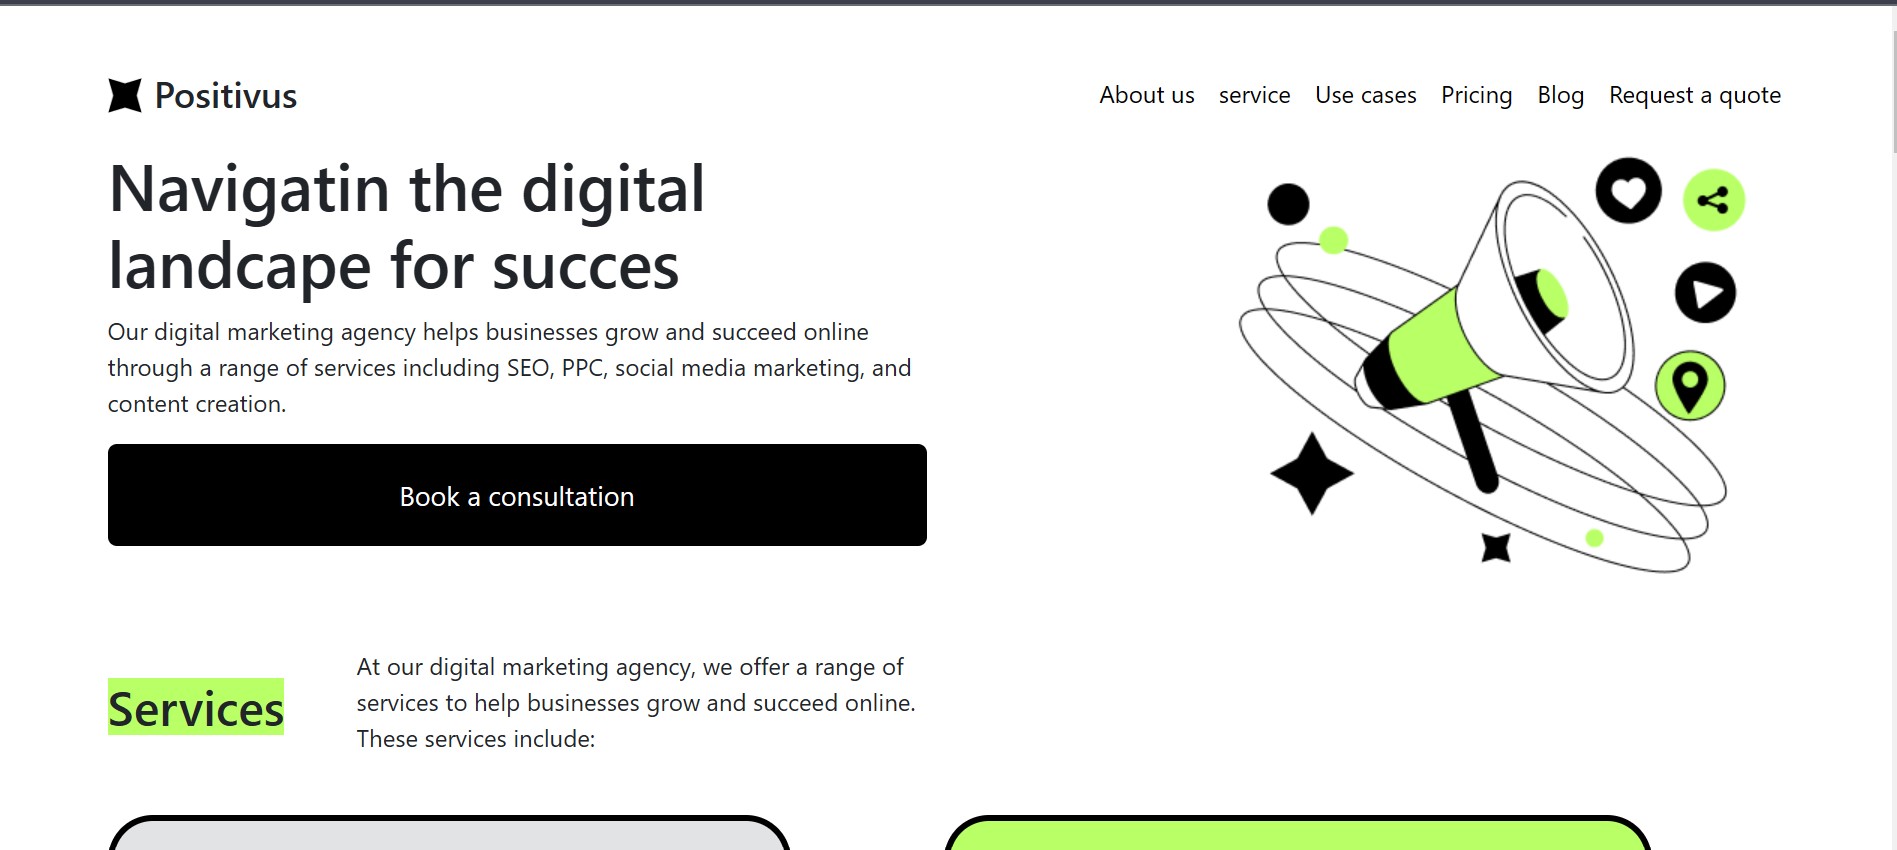 Positivus
About us service Use cases Pricing Blog Request a quote
Navigatin the digital
landcape for succes
Our digital marketing agency helps businesses grow and succeed online
through a range of services including SEO, PPC, social media marketing, and
content creation.
Book a consultation
Services
At our digital marketing agency, we offer a range of
services to help businesses grow and succeed online.
These services include: